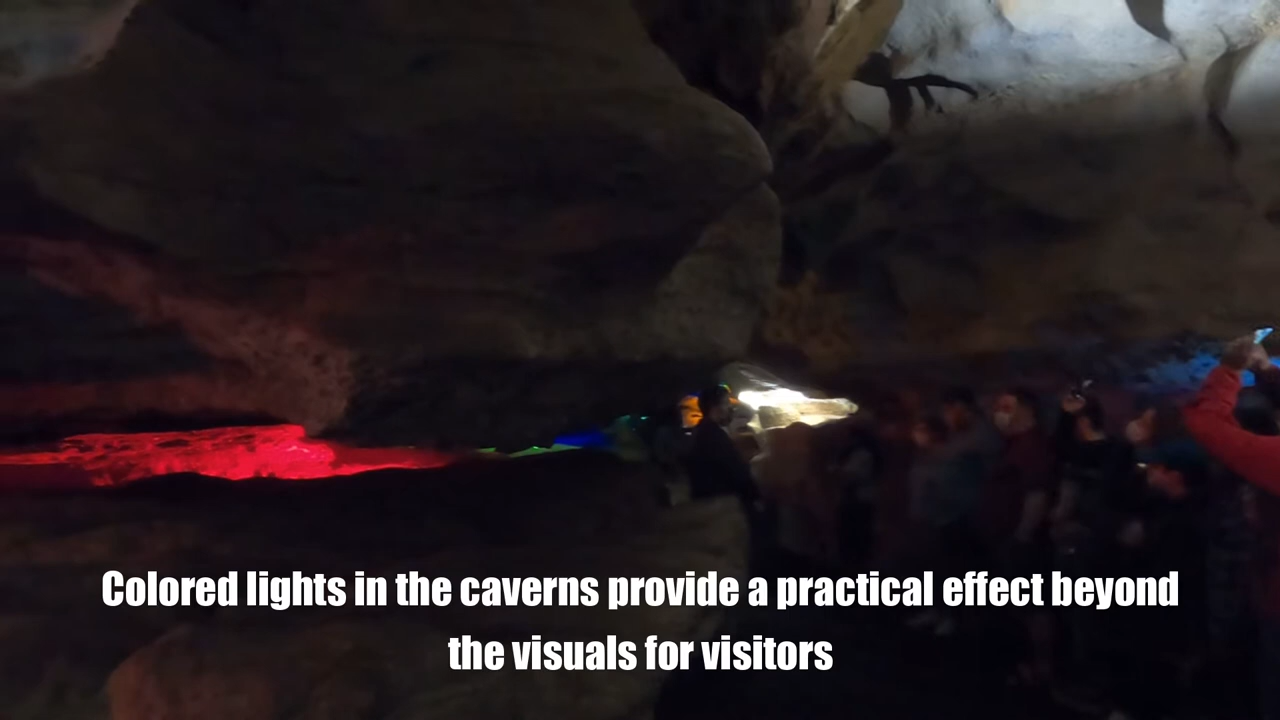 Colored lights in the caverns provide a practical effect beyond
the visuals for visitors